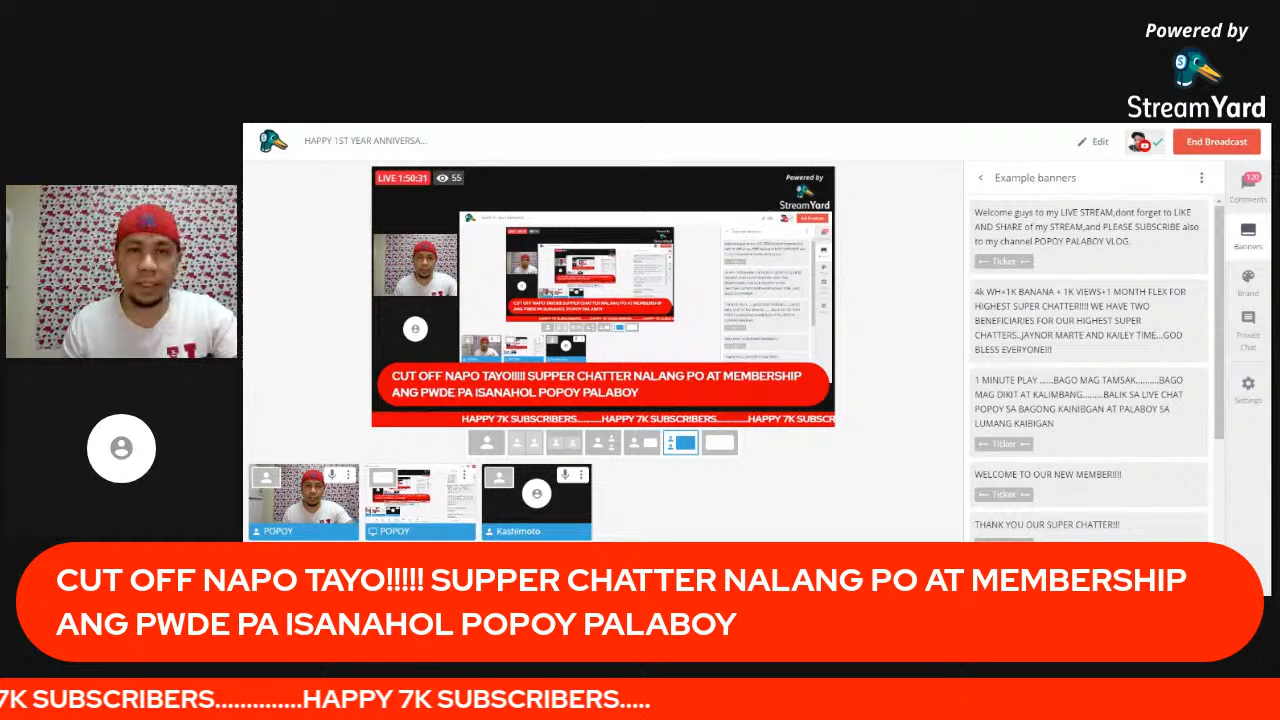 Powered by
StreamYard
HAPPY 1ST YEAR ANNIVERSA...
Edit
End Broadcast
LIVE 1:50:31
55
Powered by
StreamYard
CUT OFF NAPO TAYO!!!!! SUPPER CHATTER NALANG PO AT MEMBERSHIP
ANG PWDE PA ISANAHOL POPOY PALABOY
HAPPY 7K SUBSCRIBERS..............HAPPY 7K SUBSCRIBERS..............HAPPY 7K SUBSCR
POPOY
POPOY
Kashimoto
Example banners
Welcome guys to my LIVE STREAM,dont forget to LIKE
AND SHARE of my STREAM,and PLEASE SUBSCRIBE also
to my channel POPOY PALABOY VLOG.
Ticker
4k WH+1K BANANA + 1K VIEWS+1 MONTH FLEX FOR
HIGHEST SUPER CHATTER!!!! WE HAVE TWO
BENEFICIARIES FOR OUR HIGHEST SUPER
CHATTERS..JAYNOR MARTE AND KAILEY TIME...GOD
BLESS EVERYONE!!!
1 MINUTE PLAY ......BAGO MAG TAMSAK..........BAGO
MAG DIKIT AT KALIMBANG.........BALIK SA LIVE CHAT
POPOY SA BAGONG KAINIBGAN AT PALABOY SA
LUMANG KAIBIGAN
Ticker
WELCOME TO OUR NEW MEMBER!!!!
Ticker
THANK YOU OUR SUPER CHATTER!!!
120
Comments
Banners
Brand
Private
Chat
Settings
CUT OFF NAPO TAYO!!!!! SUPPER CHATTER NALANG PO AT MEMBERSHIP
ANG PWDE PA ISANAHOL POPOY PALABOY
7K SUBSCRIBERS..............HAPPY 7K SUBSCRIBERS.....